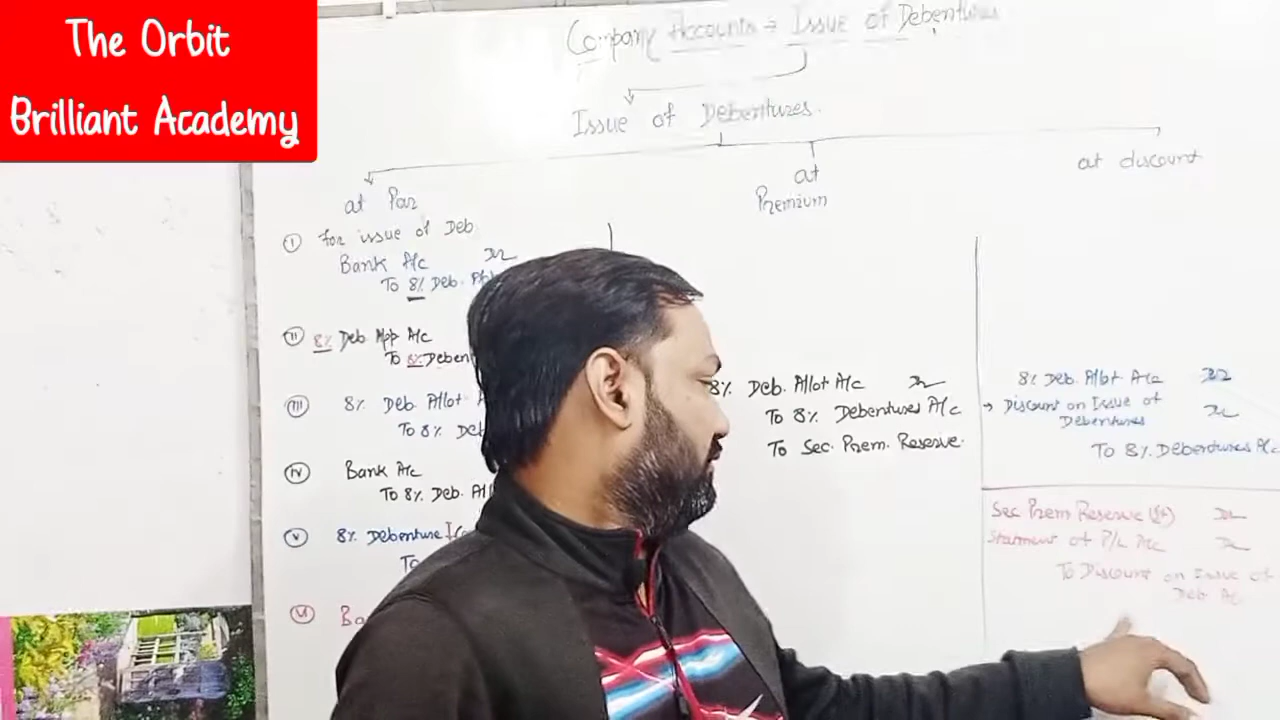 The Orbit
Brilliant Academy
Company Accounts → Issue of Debentures
Issue of Debentures.
at Par
at
Premium
at discount
I For issue of Deb
Bank A/c Dr
To 8% Deb.
II 8% Deb App A/c
To 8% Deben
III 8% Deb. Allot
To 8% Deb
IV Bank A/c
To 8% Deb. All
V 8% Debenture
To
VI Ba
8% Deb. Allot A/c Dr
To 8% Debentures A/c
To Sec. Prem. Reserve.
8% Deb. Allot A/c Dr
→ Discount on Issue of
Debentures Dr
To 8% Debentures A/c
Sec Prem Reserve (Ist) Dr
Statment of P/L A/c Dr
To Discount on Issue of
Deb A/c